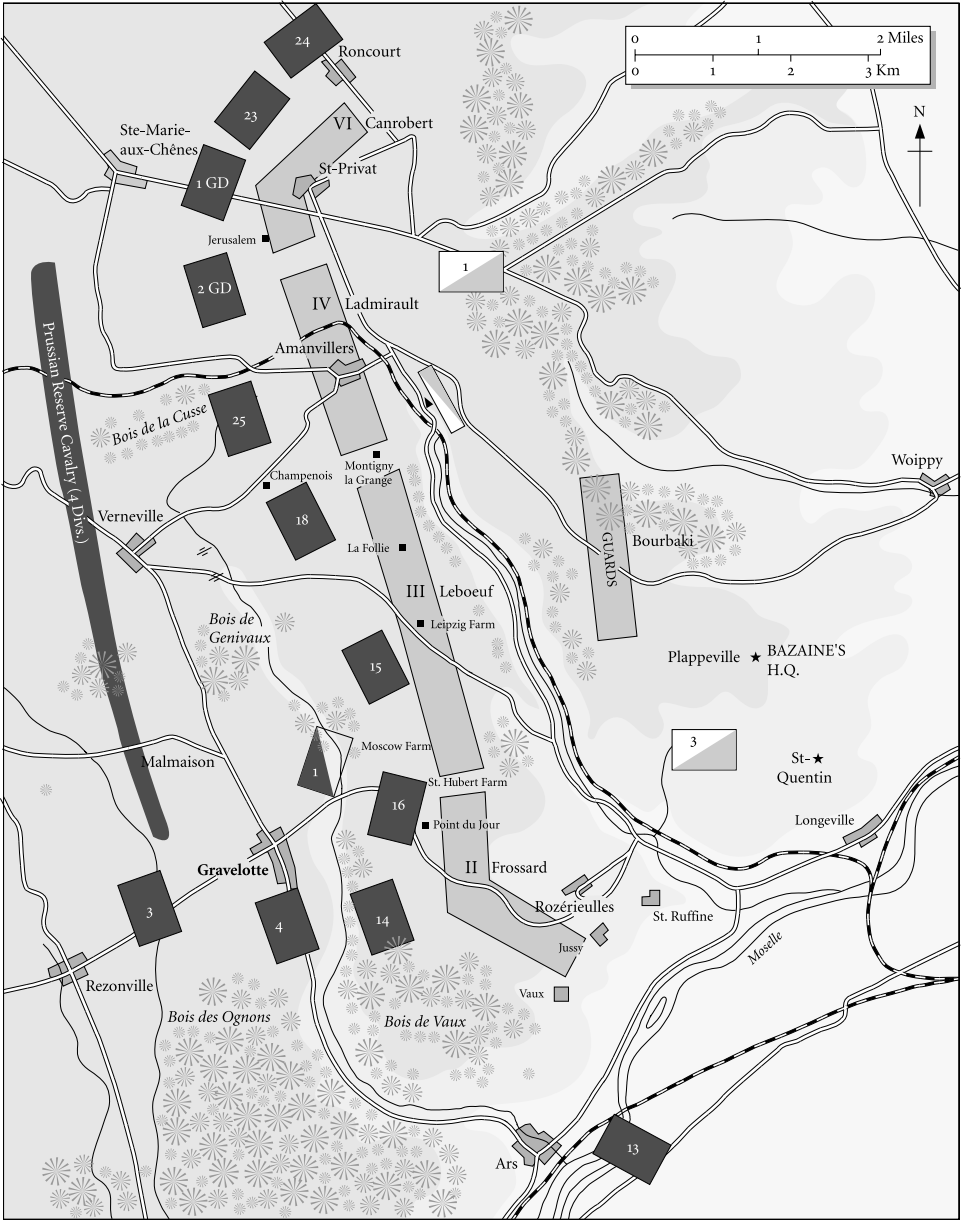 24
Roncourt
0 1 2 Miles
0 1 2 3 Km
N
23
VI Canrobert
Ste-Marie-
aux-Chênes
1 GD
St-Privat
Jerusalem
1
2 GD
IV Ladmirault
Amanvillers
Prussian Reserve Cavalry (4 Divs.)
25
Bois de la Cusse
Montigny
la Grange
Champenois
Woippy
18
Verneville
La Follie
GUARDS
Bourbaki
III Leboeuf
Leipzig Farm
Bois de
Genivaux
15
Plappeville
BAZAINE'S
H.Q.
3
Moscow Farm
Malmaison
1
St-
Quentin
St. Hubert Farm
16
Point du Jour
Longeville
Gravelotte
II Frossard
3
4
14
Rozérieulles
St. Ruffine
Jussy
Moselle
Rezonville
Vaux
Bois des Ognons
Bois de Vaux
13
Ars